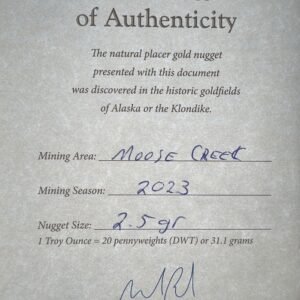 of Authenticity
The natural placer gold nugget
presented with this document
was discovered in the historic goldfields
of Alaska or the Klondike.
Mining Area: MOOSE CREEK
Mining Season: 2023
Nugget Size: 2.5 gr
1 Troy Ounce = 20 pennyweights (DWT) or 31.1 grams